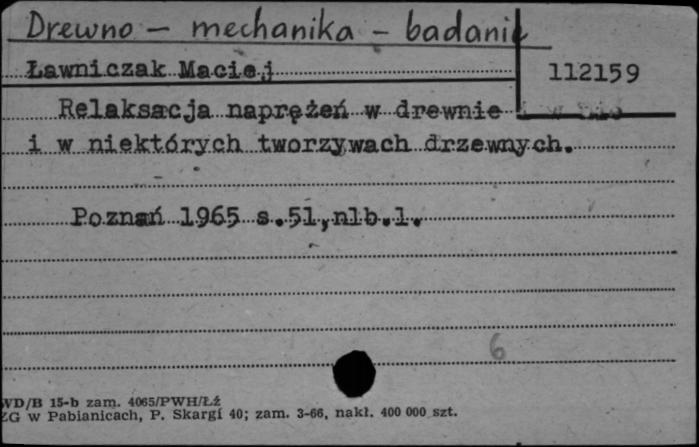 Drewno - mechanika - badanie
Ławniczak Maciej
112159
Relaksacja naprężeń w drewnie
i w niektórych tworzywach drzewnych.
Poznań 1965 s.51,nlb.1.
6
WD/B 15-b zam. 4065/PWH/Łź
ZG w Pabianicach, P. Skargi 40; zam. 3-66, nakł. 400 000 szt.